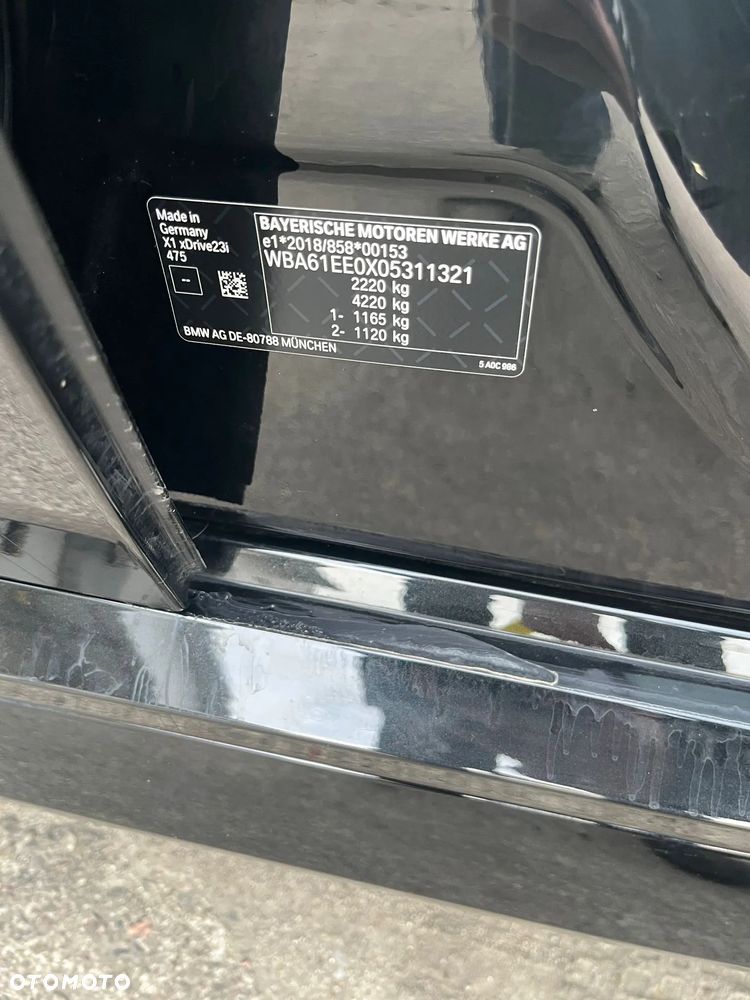 Made in
Germany
X1 xDrive23i
475
--
BAYERISCHE MOTOREN WERKE AG
e1*2018/858*00153
WBA61EE0X05311321
2220 kg
4220 kg
1- 1165 kg
2- 1120 kg
BMW AG DE-80788 MÜNCHEN
5 A0C 986
OTOMOTO